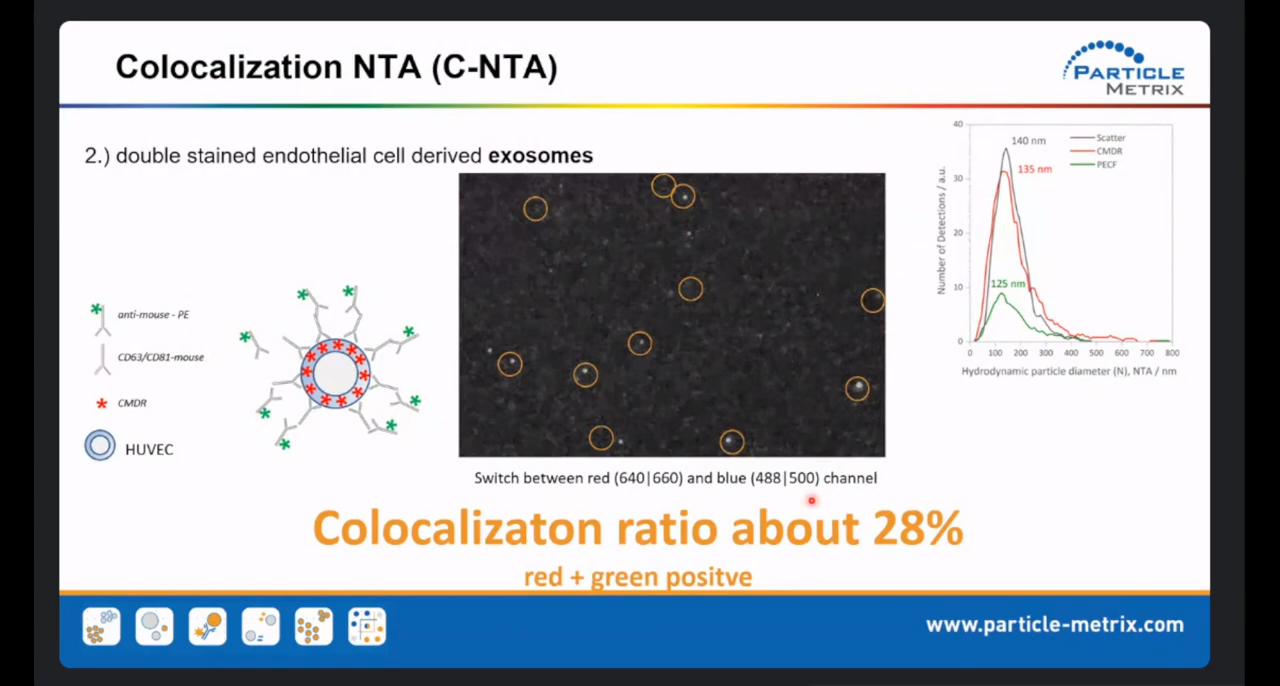 Colocalization NTA (C-NTA)
PARTICLE
METRIX
2.) double stained endothelial cell derived exosomes
anti-mouse - PE
CD63/CD81-mouse
CMDR
HUVEC
Switch between red (640|660) and blue (488|500) channel
40
30
20
10
0
Number of Detections / a.u.
140 nm
135 nm
125 nm
Scatter
CMDR
PECF
0 100 200 300 400 500 600 700 800
Hydrodynamic particle diameter (N), NTA / nm
Colocalizaton ratio about 28%
red + green positve
www.particle-metrix.com